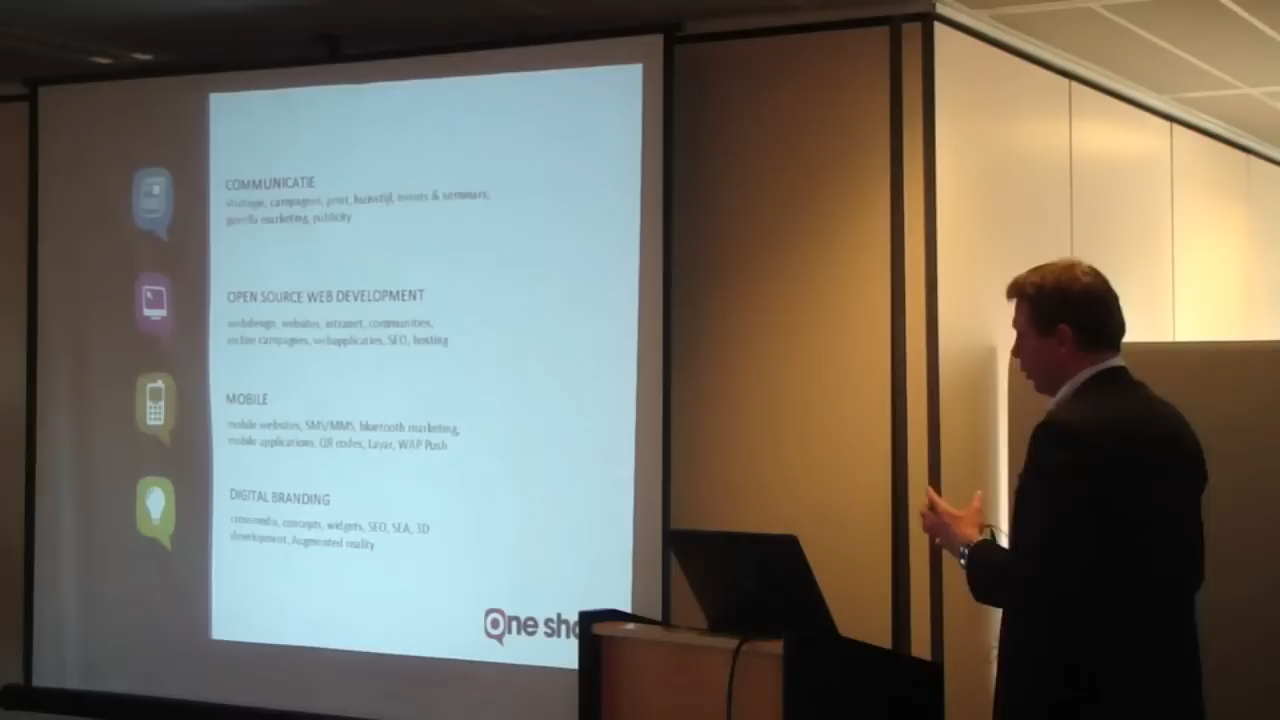 COMMUNICATIE
strategie, campagnes, print, huisstijl, events & seminars,
guerilla marketing, publicity
OPEN SOURCE WEB DEVELOPMENT
webdesign, websites, intranet, communities,
online campagnes, webapplicaties, SEO, hosting
MOBILE
mobile websites, SMS/MMS, bluetooth marketing,
mobile applications, QR codes, Layar, WAP Push
DIGITAL BRANDING
crossmedia, concepts, widgets, SEO, SEA, 3D
development, Augmented reality
One sho